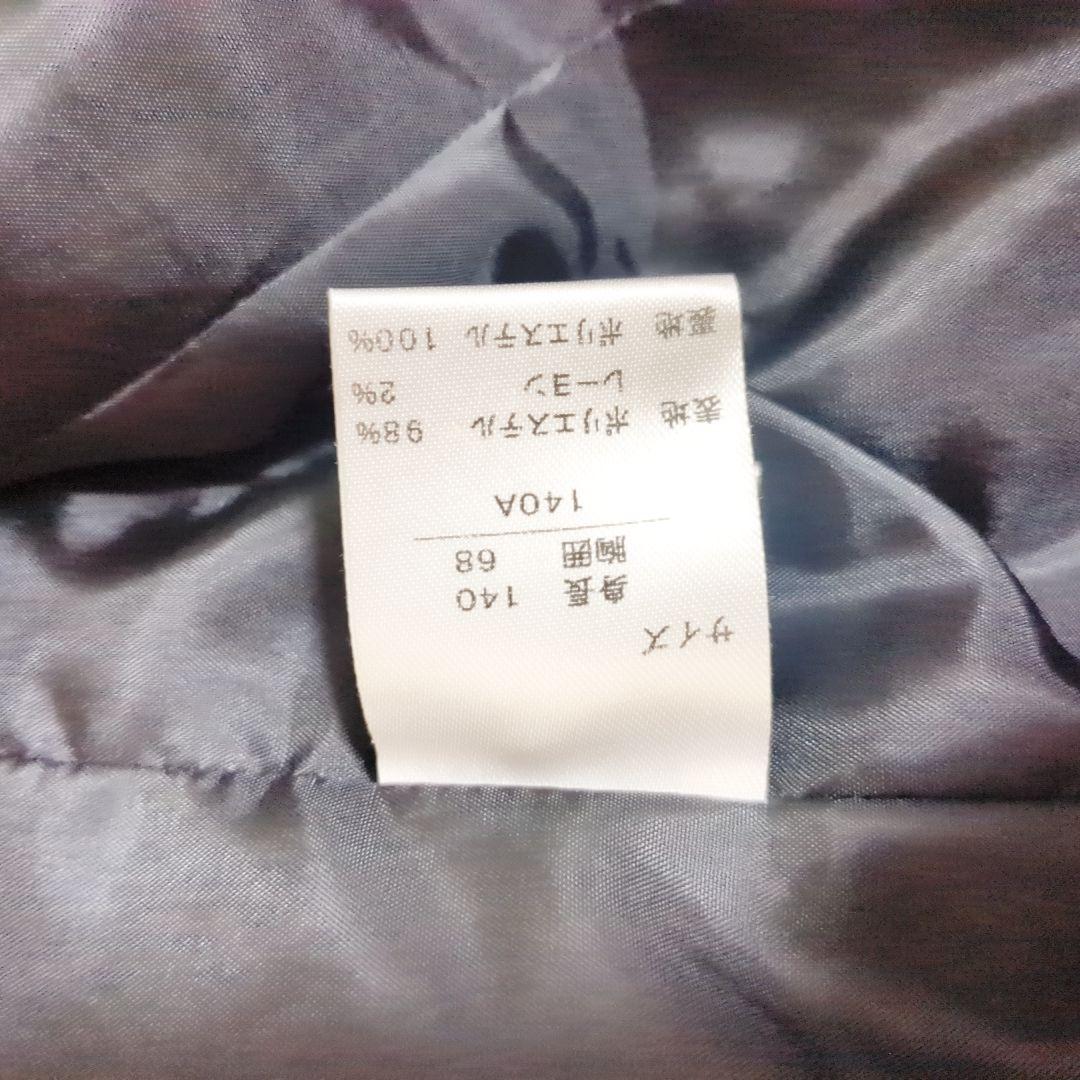 サイズ
身長 140
胸囲 68
140A
表地 ポリエステル 98%
レーヨン 2%
裏地 ポリエステル 100%